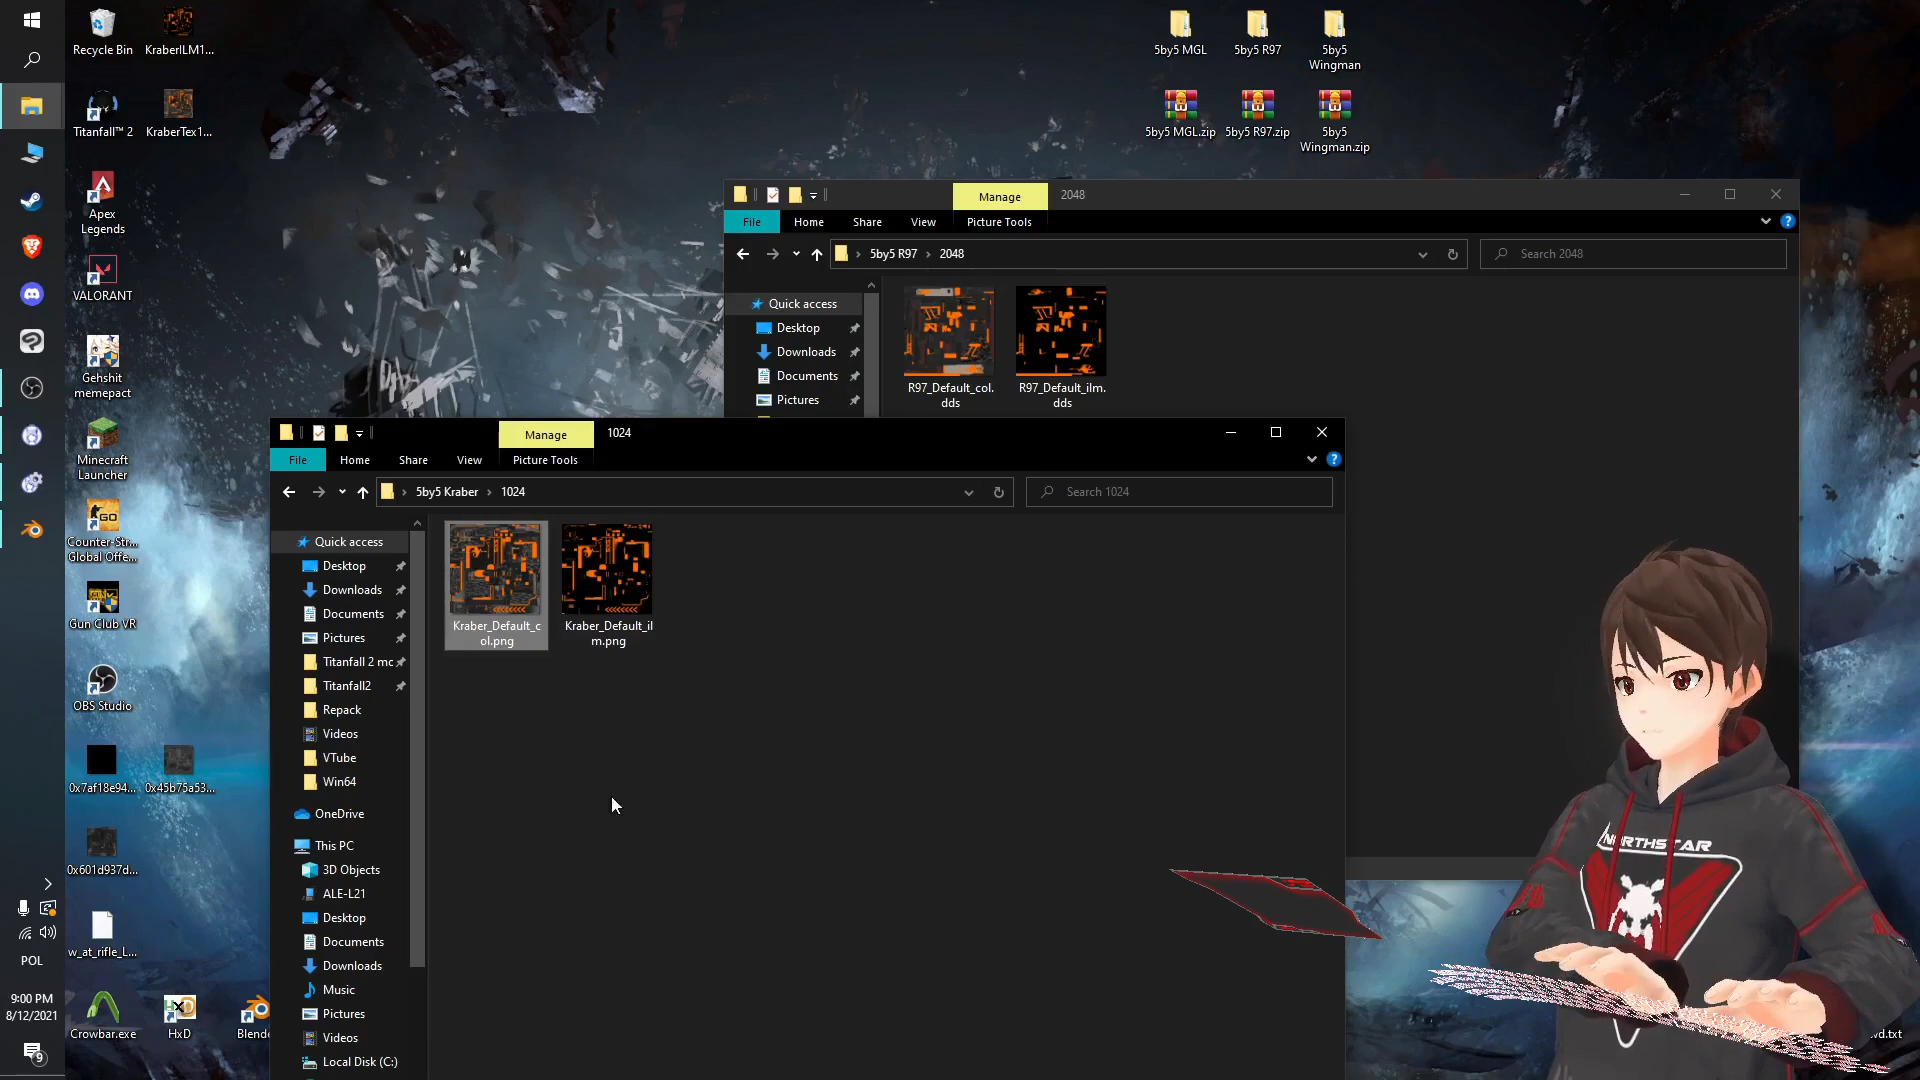 Recycle Bin
KraberILM1...
Titanfall™ 2
KraberTex1...
Apex
Legends
VALORANT
Gehshit
memepact
Minecraft
Launcher
Counter-Str...
Global Offe...
Gun Club VR
OBS Studio
0x7af18e94...
0x45b75a53...
0x601d937d...
w_at_rifle_L...
Crowbar.exe
HxD
Blende
POL
9:00 PM
8/12/2021
9
5by5 MGL
5by5 R97
5by5
Wingman
5by5 MGL.zip
5by5 R97.zip
5by5
Wingman.zip
Manage
2048
File
Home
Share
View
Picture Tools
5by5 R97 › 2048
Search 2048
Quick access
Desktop
Downloads
Documents
Pictures
R97_Default_col.
dds
R97_Default_ilm.
dds
Manage
1024
File
Home
Share
View
Picture Tools
5by5 Kraber › 1024
Search 1024
Quick access
Desktop
Downloads
Documents
Pictures
Titanfall 2 mc
Titanfall2
Repack
Videos
VTube
Win64
OneDrive
This PC
3D Objects
ALE-L21
Desktop
Documents
Downloads
Music
Pictures
Videos
Local Disk (C:)
Kraber_Default_c
ol.png
Kraber_Default_il
m.png
NORTHSTAR
wd.txt